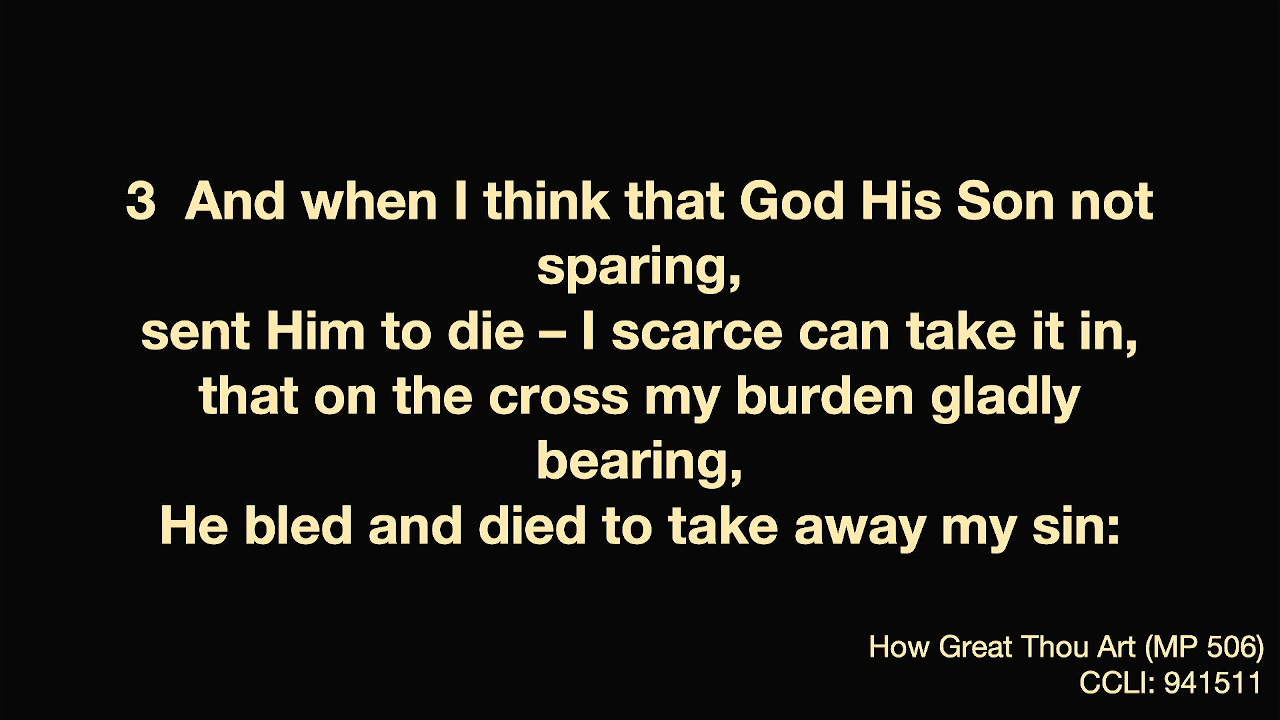 3  And when I think that God His Son not
sparing,
sent Him to die – I scarce can take it in,
that on the cross my burden gladly
bearing,
He bled and died to take away my sin:
How Great Thou Art (MP 506)
CCLI: 941511